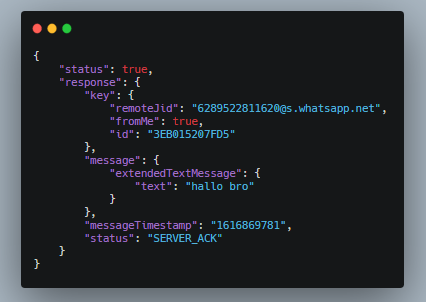 {
    "status": true,
    "response": {
        "key": {
            "remoteJid": "6289522811620@s.whatsapp.net",
            "fromMe": true,
            "id": "3EB015207FD5"
        },
        "message": {
            "extendedTextMessage": {
                "text": "hallo bro"
            }
        },
        "messageTimestamp": "1616869781",
        "status": "SERVER_ACK"
    }
}